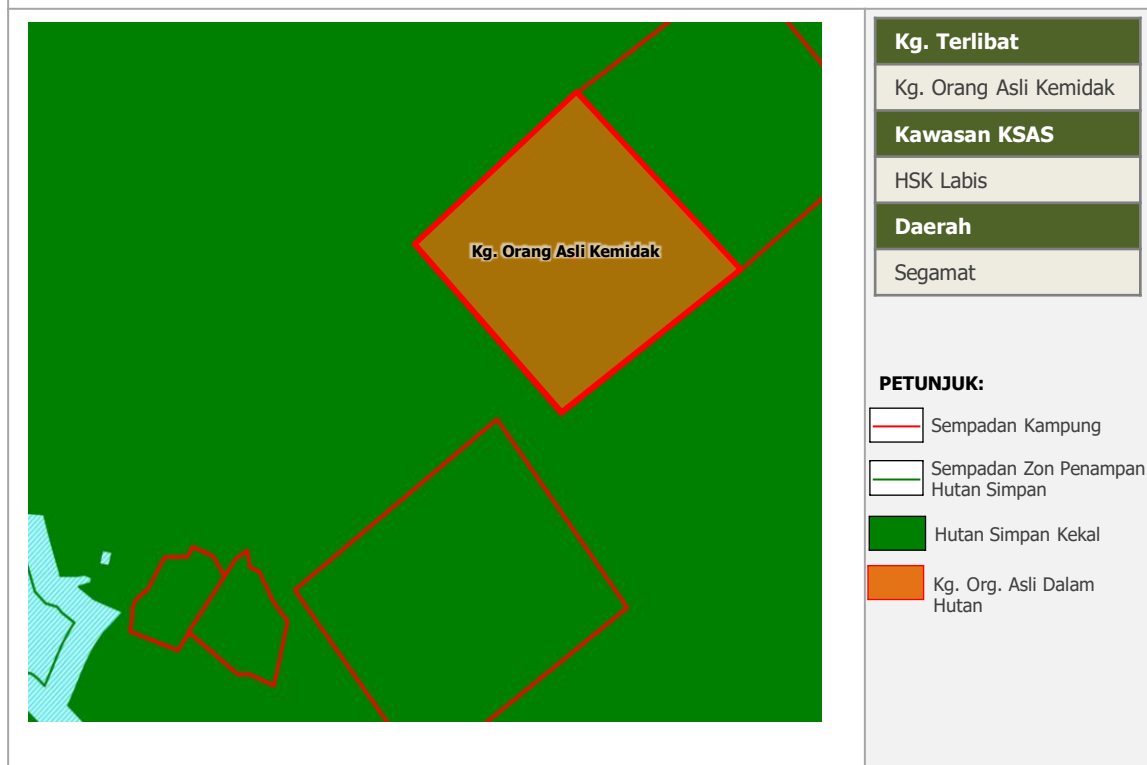 Kg. Orang Asli Kemidak
Kg. Terlibat
Kg. Orang Asli Kemidak
Kawasan KSAS
HSK Labis
Daerah
Segamat
PETUNJUK:
Sempadan Kampung
Sempadan Zon Penampan
Hutan Simpan
Hutan Simpan Kekal
Kg. Org. Asli Dalam
Hutan